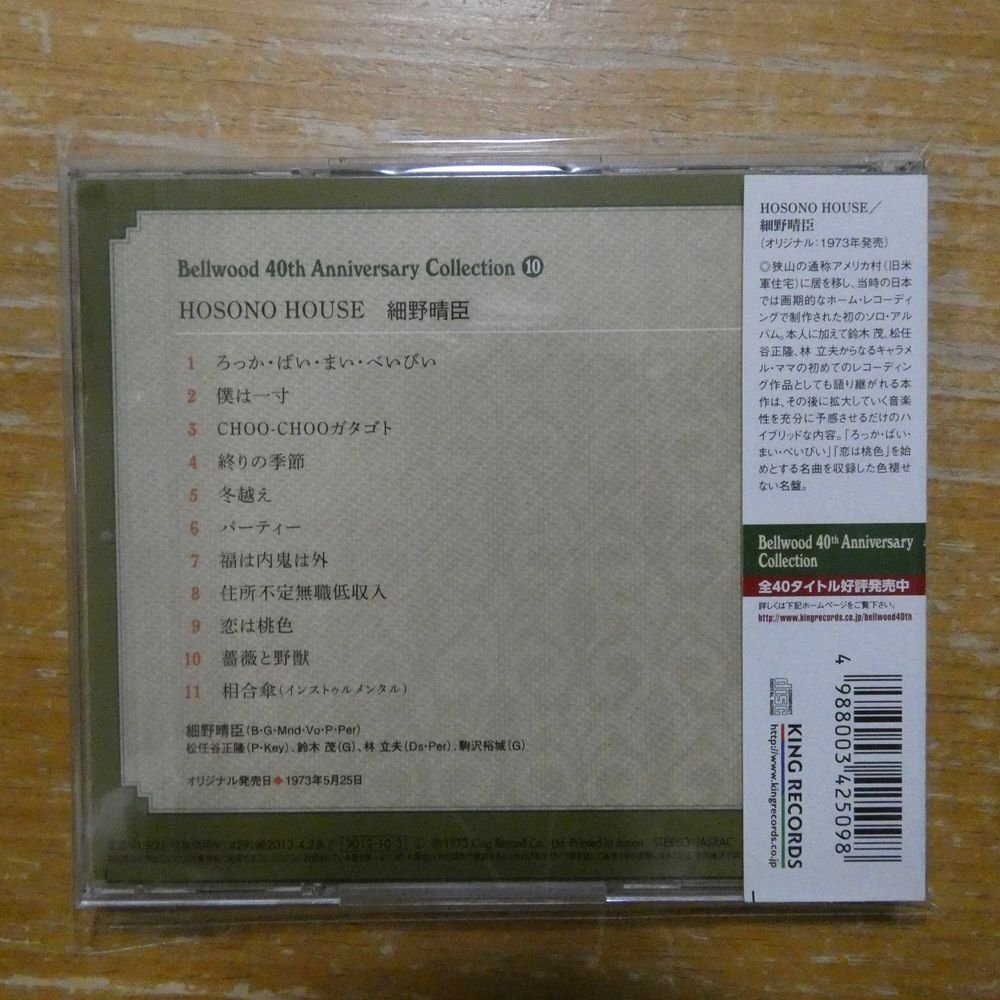 Bellwood 40th Anniversary Collection 10
HOSONO HOUSE 細野晴臣
1 ろっか・ばい・まい・べいびい
2 僕は一寸
3 CHOO-CHOOガタゴト
4 終りの季節
5 冬越え
6 パーティー
7 福は内鬼は外
8 住所不定無職低収入
9 恋は桃色
10 薔薇と野獣
11 相合傘(インストゥルメンタル)
細野晴臣(B・G・Mnd・Vo・P・Per)
松任谷正隆(P・Key)、鈴木 茂(G)、林 立夫(Ds・Per)、駒沢裕城(G)
オリジナル発売日◆1973年5月25日
2013.4.2 2012・10・3 Ⓛ ℗1973 King Record Co., Ltd. Printed in Japan. STEREO JASRAC
HOSONO HOUSE/
細野晴臣
(オリジナル:1973年発売)
◎狭山の通称アメリカ村(旧米
軍住宅)に居を移し、当時の日本
では画期的なホーム・レコーディ
ングで制作された初のソロ・アル
バム。本人に加えて鈴木 茂、松任
谷正隆、林 立夫からなるキャラメ
ル・ママの初めてのレコーディン
グ作品としても語り継がれる本
作は、その後に拡大していく音楽
性を充分に予感させるだけのハ
イブリッドな内容。「ろっか・ばい・
まい・べいびい」「恋は桃色」を始
めとする名曲を収録した色褪せ
ない名盤。
Bellwood 40th Anniversary
Collection
全40タイトル好評発売中
詳しくは下記ホームページをご覧下さい。
http://www.kingrecords.co.jp/bellwood40th
COMPACT
disc
DIGITAL AUDIO
KING RECORDS
http://www.kingrecords.co.jp
4 988003 425098